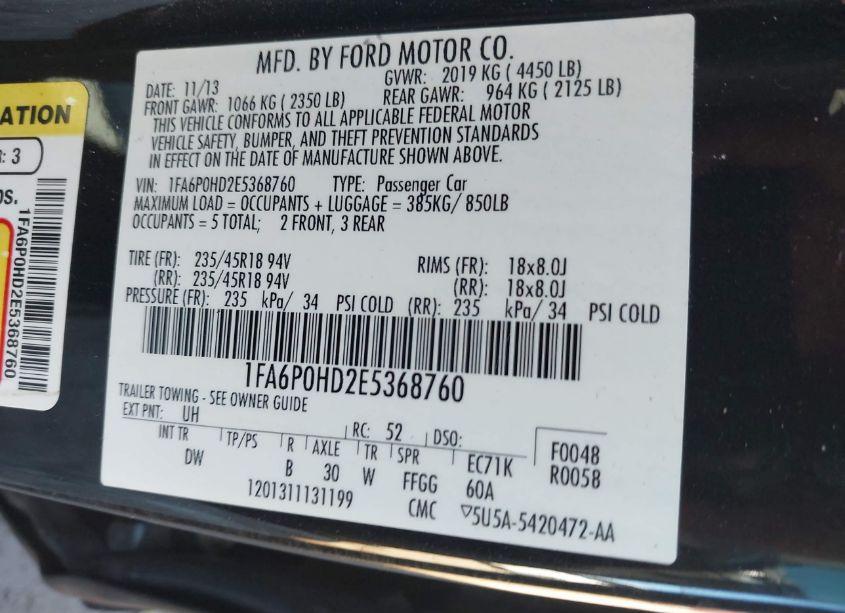 MFD. BY FORD MOTOR CO.
DATE: 11/13 GVWR: 2019 KG ( 4450 LB)
FRONT GAWR: 1066 KG ( 2350 LB) REAR GAWR: 964 KG ( 2125 LB)
THIS VEHICLE CONFORMS TO ALL APPLICABLE FEDERAL MOTOR
VEHICLE SAFETY, BUMPER, AND THEFT PREVENTION STANDARDS
IN EFFECT ON THE DATE OF MANUFACTURE SHOWN ABOVE.
VIN: 1FA6P0HD2E5368760 TYPE: Passenger Car
MAXIMUM LOAD = OCCUPANTS + LUGGAGE = 385KG/ 850LB
OCCUPANTS = 5 TOTAL; 2 FRONT, 3 REAR
TIRE (FR): 235/45R18 94V RIMS (FR): 18x8.0J
(RR): 235/45R18 94V (RR): 18x8.0J
PRESSURE (FR): 235 kPa/ 34 PSI COLD (RR): 235 kPa/ 34 PSI COLD
1FA6P0HD2E5368760
TRAILER TOWING - SEE OWNER GUIDE
EXT PNT: UH RC: 52 DSO:
INT TR TP/PS R AXLE TR SPR EC71K F0048
DW B 30 W FFGG 60A R0058
1201311131199 CMC ▽5U5A-5420472-AA
ATION
R: 3
OS.
1FA6P0HD2E5368760